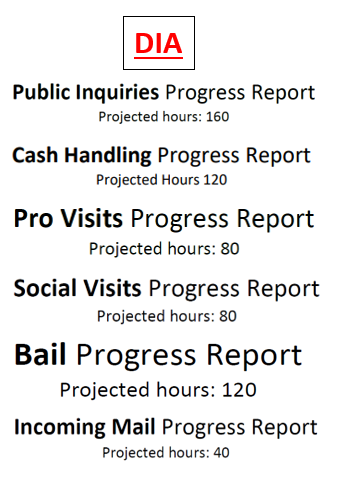 DIA
Public Inquiries Progress Report
Projected hours: 160
Cash Handling Progress Report
Projected Hours 120
Pro Visits Progress Report
Projected hours: 80
Social Visits Progress Report
Projected hours: 80
Bail Progress Report
Projected hours: 120
Incoming Mail Progress Report
Projected hours: 40